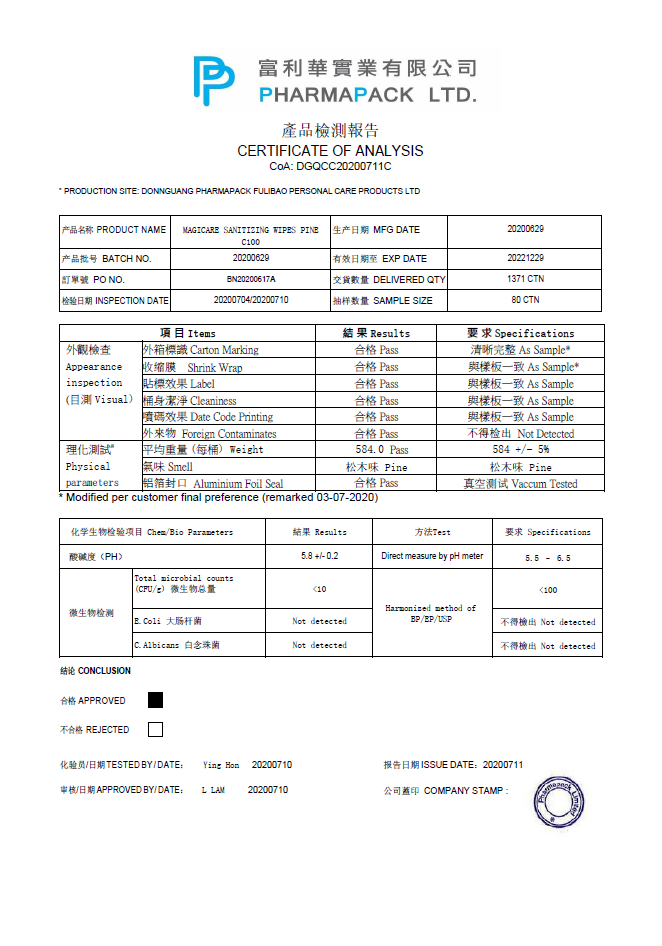 富利華實業有限公司
PHARMAPACK LTD.
產品檢測報告
CERTIFICATE OF ANALYSIS
CoA: DGQCC20200711C
* PRODUCTION SITE: DONNGUANG PHARMAPACK FULIBAO PERSONAL CARE PRODUCTS LTD
产品名称 PRODUCT NAME MAGICARE SANITIZING WIPES PINE C100 生产日期 MFG DATE 20200629
产品批号 BATCH NO. 20200629 有效日期至 EXP DATE 20221229
訂單號 PO NO. BN20200617A 交貨數量 DELIVERED QTY 1371 CTN
检验日期 INSPECTION DATE 20200704/20200710 抽样数量 SAMPLE SIZE 80 CTN
項目 Items 結果 Results 要求 Specifications
外觀檢查 Appearance inspection (目測 Visual)
外箱標識 Carton Marking 合格 Pass 清晰完整 As Sample*
收缩膜 Shrink Wrap 合格 Pass 與樣板一致 As Sample*
貼標效果 Label 合格 Pass 與樣板一致 As Sample
桶身潔淨 Cleaniness 合格 Pass 與樣板一致 As Sample
噴碼效果 Date Code Printing 合格 Pass 與樣板一致 As Sample
外來物 Foreign Contaminates 合格 Pass 不得检出 Not Detected
理化測試# Physical parameters
平均重量 (每桶) Weight 584.0 Pass 584 +/- 5%
氣味 Smell 松木味 Pine 松木味 Pine
铝箔封口 Aluminium Foil Seal 合格 Pass 真空测试 Vaccum Tested
* Modified per customer final preference (remarked 03-07-2020)
化学生物检验项目 Chem/Bio Parameters 結果 Results 方法Test 要求 Specifications
酸碱度（PH） 5.8 +/- 0.2 Direct measure by pH meter 5.5 - 6.5
微生物检测
Total microbial counts (CFU/g) 微生物总量 <10 Harmonized method of BP/EP/USP <100
E.Coli 大肠杆菌 Not detected 不得檢出 Not detected
C.Albicans 白念珠菌 Not detected 不得檢出 Not detected
结论 CONCLUSION
合格 APPROVED
不合格 REJECTED
化验员/日期 TESTED BY / DATE： Ying Hon 20200710 报告日期 ISSUE DATE：20200711
审核/日期 APPROVED BY/ DATE： L LAM 20200710 公司蓋印 COMPANY STAMP :
Pharmapack Limited